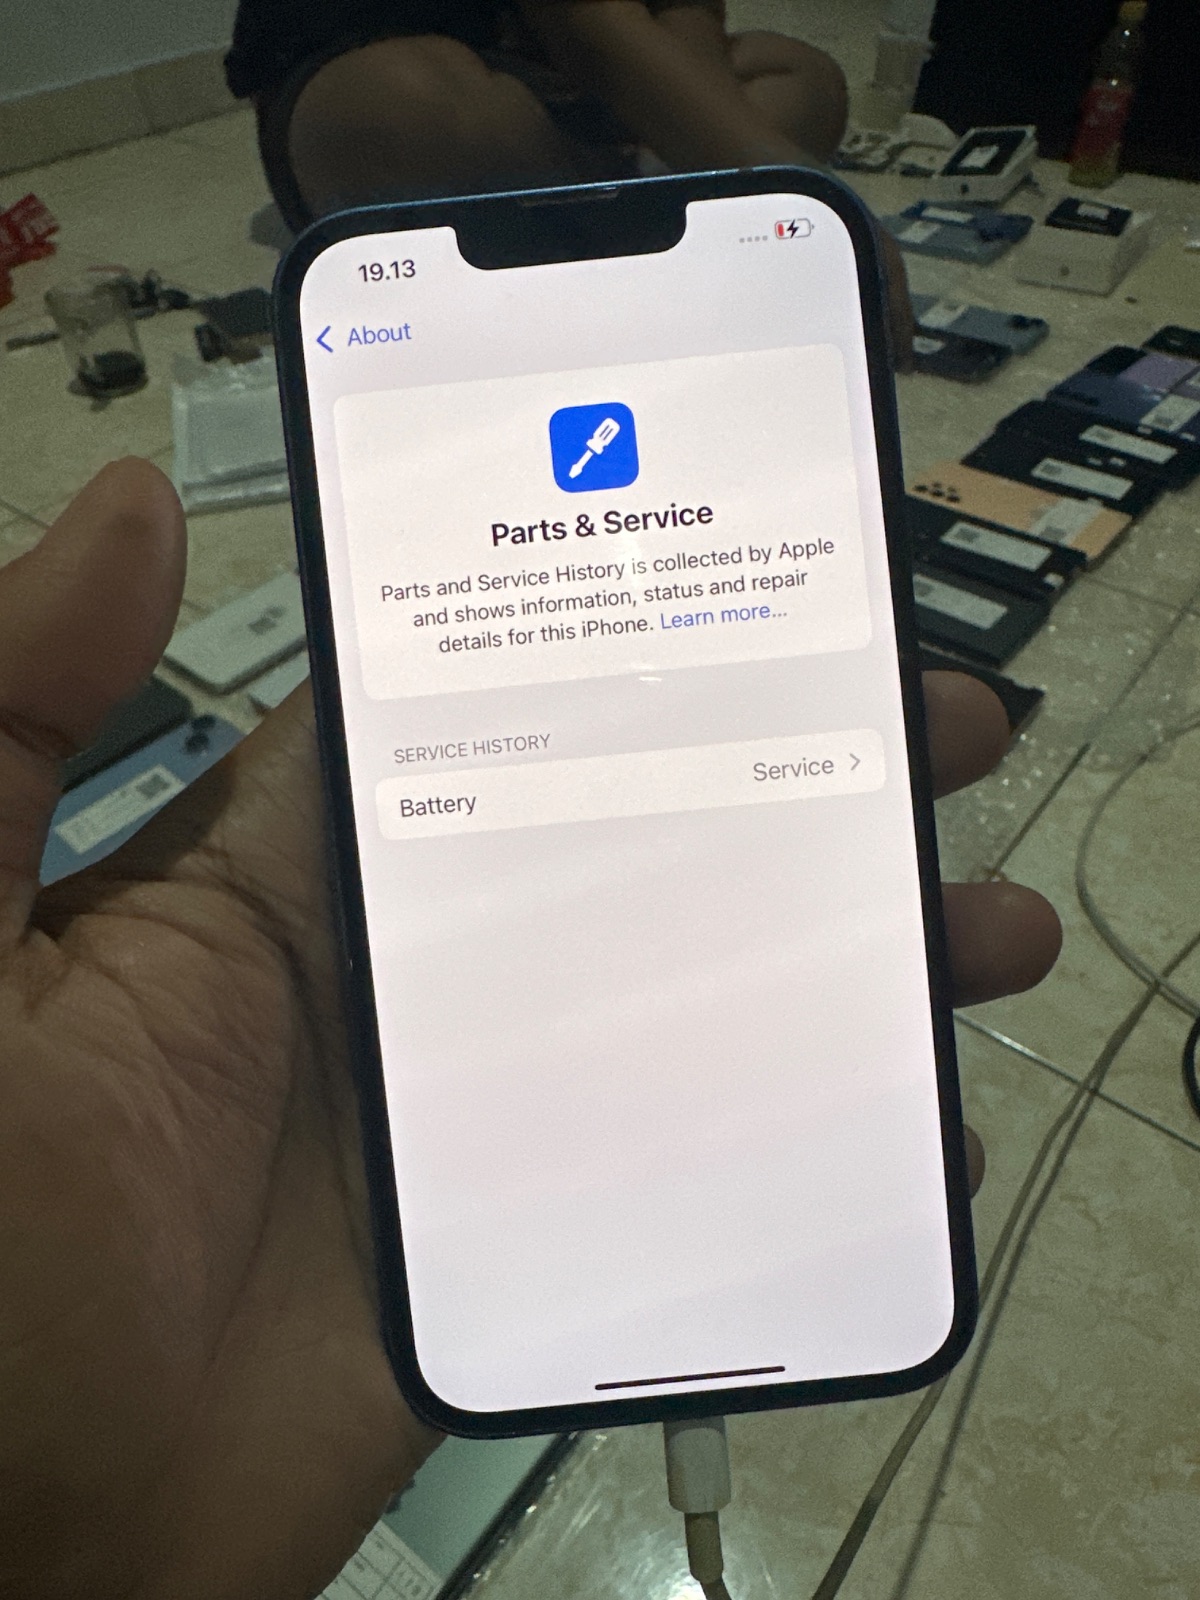 19.13
About
Parts & Service
Parts and Service History is collected by Apple
and shows information, status and repair
details for this iPhone. Learn more...
SERVICE HISTORY
Battery Service